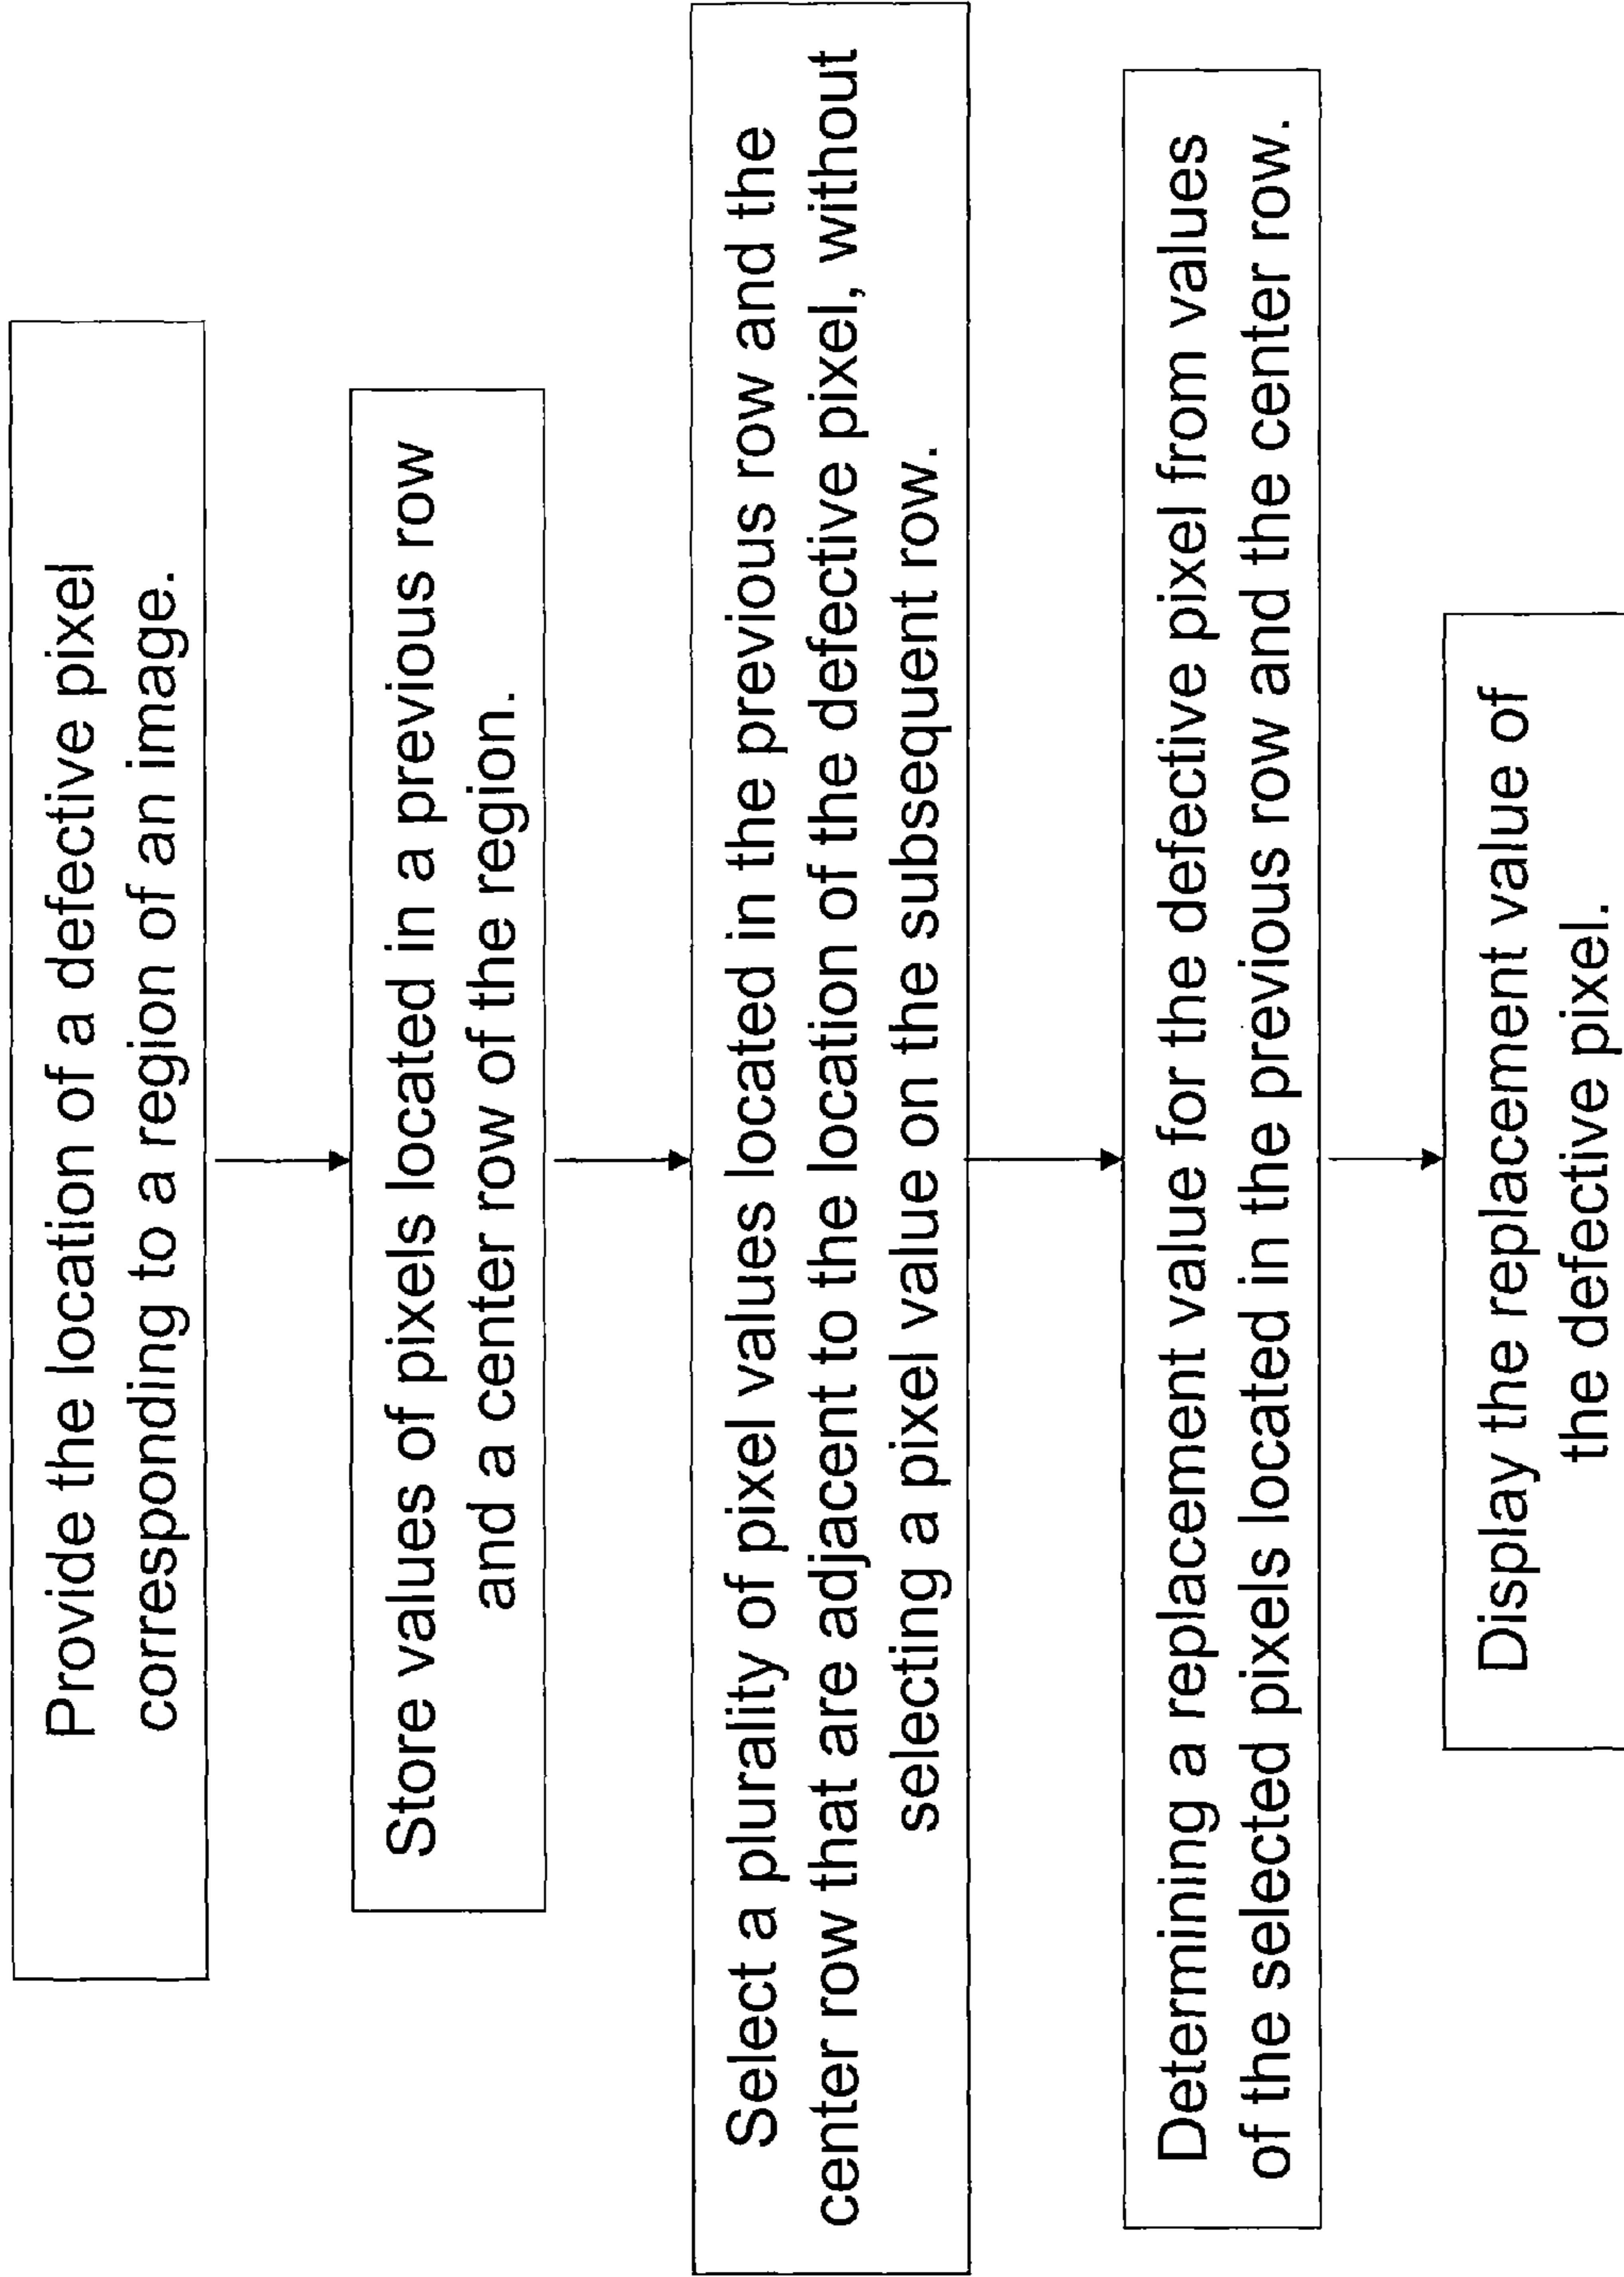 Provide the location of a defective pixel
corresponding to a region of an image.
Store values of pixels located in a previous row
and a center row of the region.
Select a plurality of pixel values located in the previous row and the
center row that are adjacent to the location of the defective pixel, without
selecting a pixel value on the subsequent row.
Determining a replacement value for the defective pixel from values
of the selected pixels located in the previous row and the center row.
Display the replacement value of
the defective pixel.